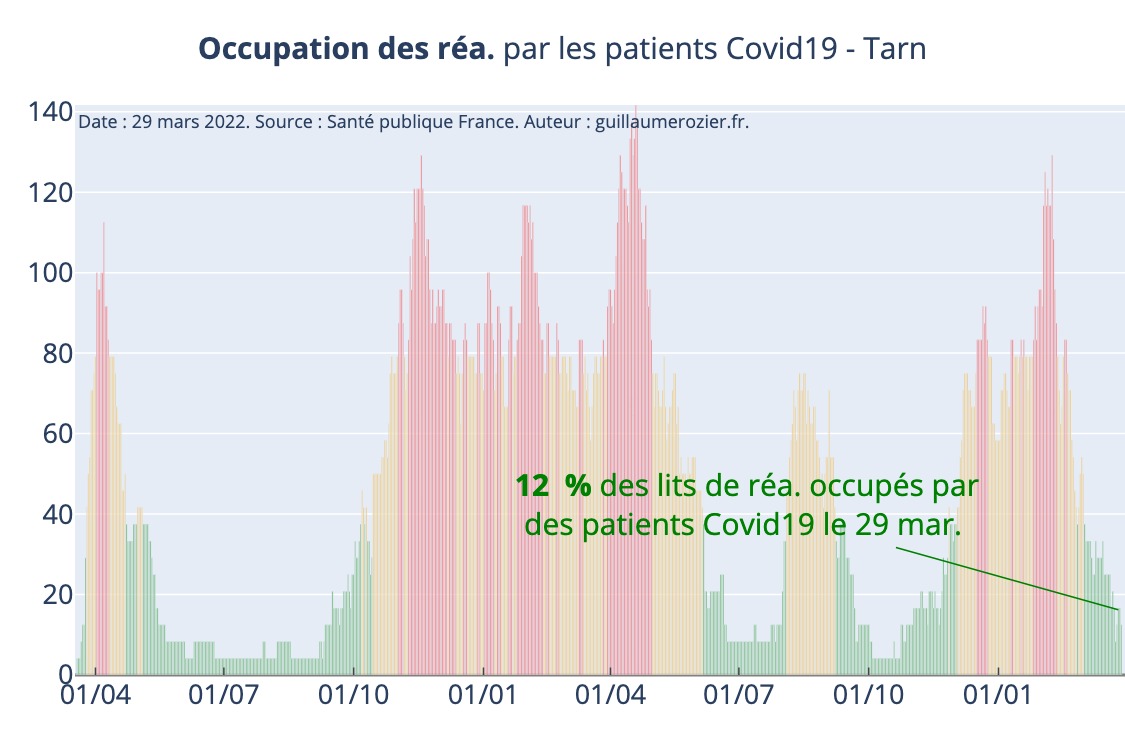 Occupation des réa. par les patients Covid19 - Tarn
140
Date : 29 mars 2022. Source : Santé publique France. Auteur : guillaumerozier.fr.
120
100
80
60
12 % des lits de réa. occupés par
des patients Covid19 le 29 mar.
40
20
0
01/04 01/07 01/10 01/01 01/04 01/07 01/10 01/01